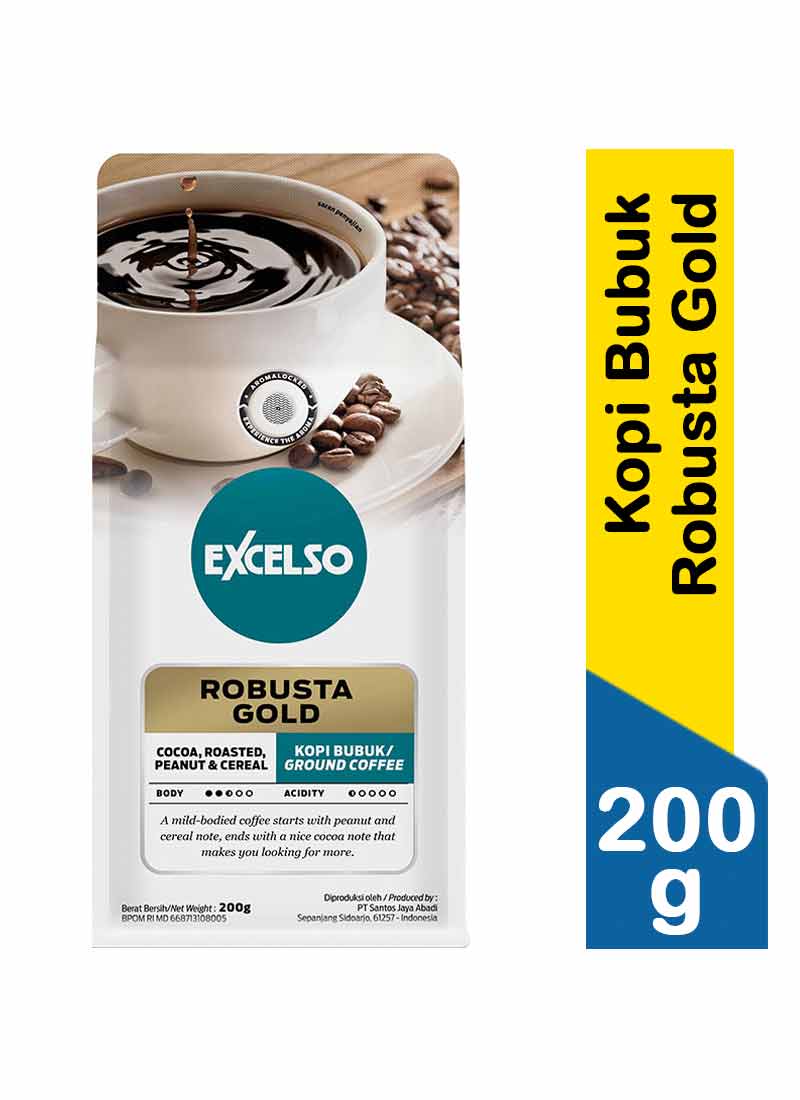 saran penyajian
AROMALOCKED
EXPERIENCE THE AROMA
EXCELSO
ROBUSTA
GOLD
COCOA, ROASTED,
PEANUT & CEREAL
KOPI BUBUK/
GROUND COFFEE
BODY
ACIDITY
A mild-bodied coffee starts with peanut and
cereal note, ends with a nice cocoa note that
makes you looking for more.
Berat Bersih/Net Weight : 200g
BPOM RI MD 668713108005
Diproduksi oleh / Produced by :
PT Santos Jaya Abadi
Sepanjang Sidoarjo, 61257 - Indonesia
Kopi Bubuk
Robusta Gold
200
g